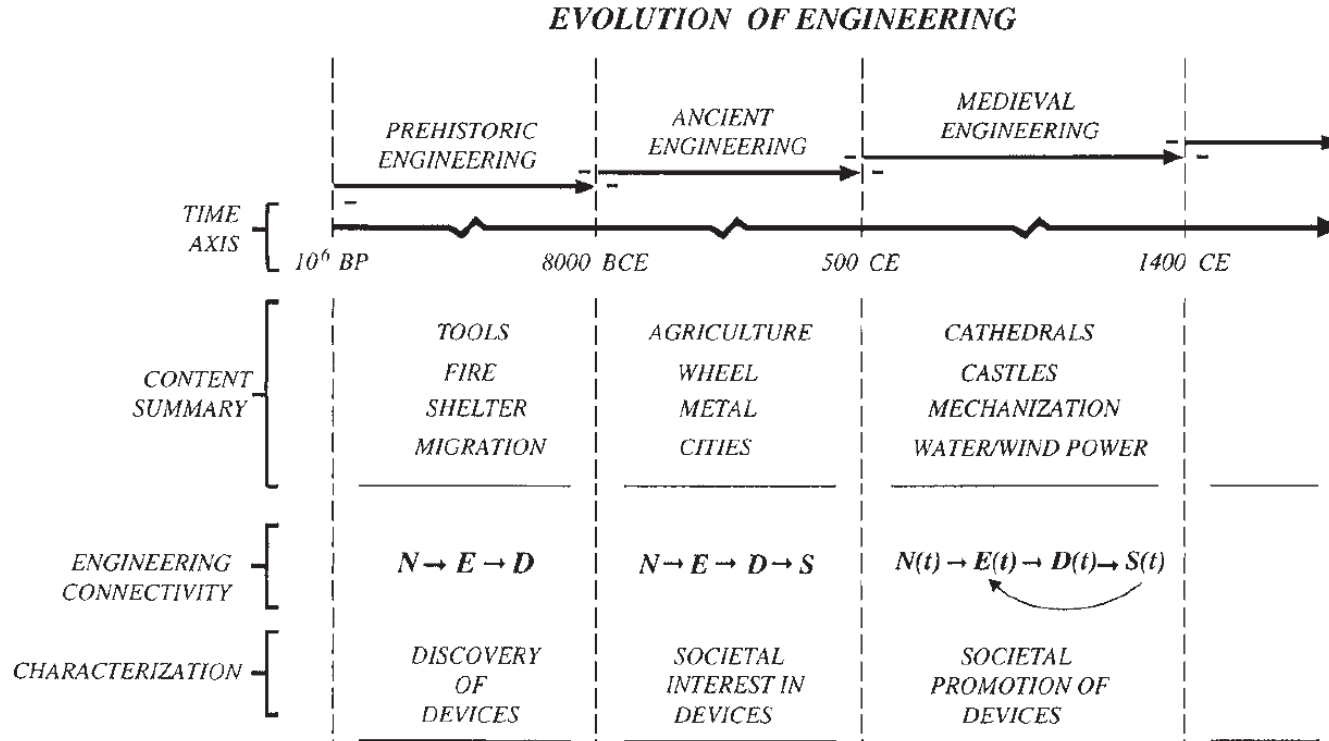 EVOLUTION OF ENGINEERING
PREHISTORIC
ENGINEERING
ANCIENT
ENGINEERING
MEDIEVAL
ENGINEERING
TIME
AXIS
10⁶ BP
8000 BCE
500 CE
1400 CE
CONTENT
SUMMARY
TOOLS
FIRE
SHELTER
MIGRATION
AGRICULTURE
WHEEL
METAL
CITIES
CATHEDRALS
CASTLES
MECHANIZATION
WATER/WIND POWER
ENGINEERING
CONNECTIVITY
N → E → D
N → E → D → S
N(t) → E(t) → D(t) → S(t)
CHARACTERIZATION
DISCOVERY
OF
DEVICES
SOCIETAL
INTEREST IN
DEVICES
SOCIETAL
PROMOTION OF
DEVICES